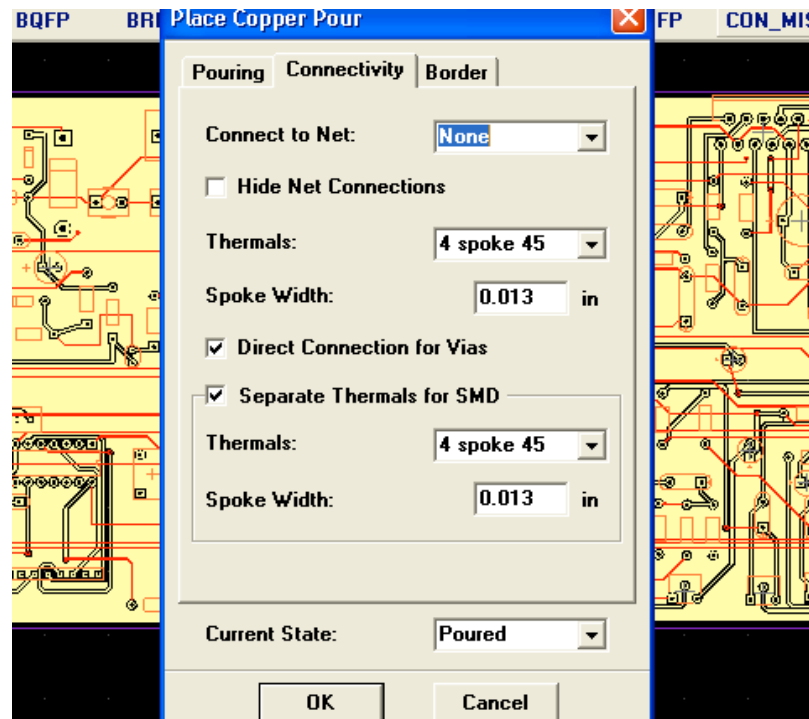 BQFP BRI Place Copper Pour FP CON_MIS
Pouring Connectivity Border
Connect to Net: None
Hide Net Connections
Thermals: 4 spoke 45
Spoke Width: 0.013 in
Direct Connection for Vias
Separate Thermals for SMD
Thermals: 4 spoke 45
Spoke Width: 0.013 in
Current State: Poured
OK Cancel